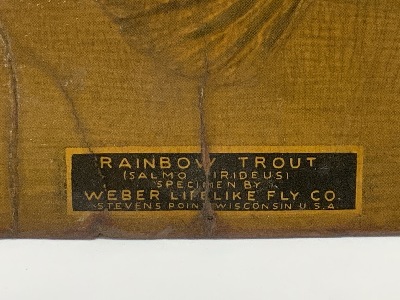 RAINBOW TROUT
(SALMO IRIDEUS)
SPECIMEN BY
WEBER LIFELIKE FLY CO.
STEVENS POINT, WISCONSIN U.S.A.